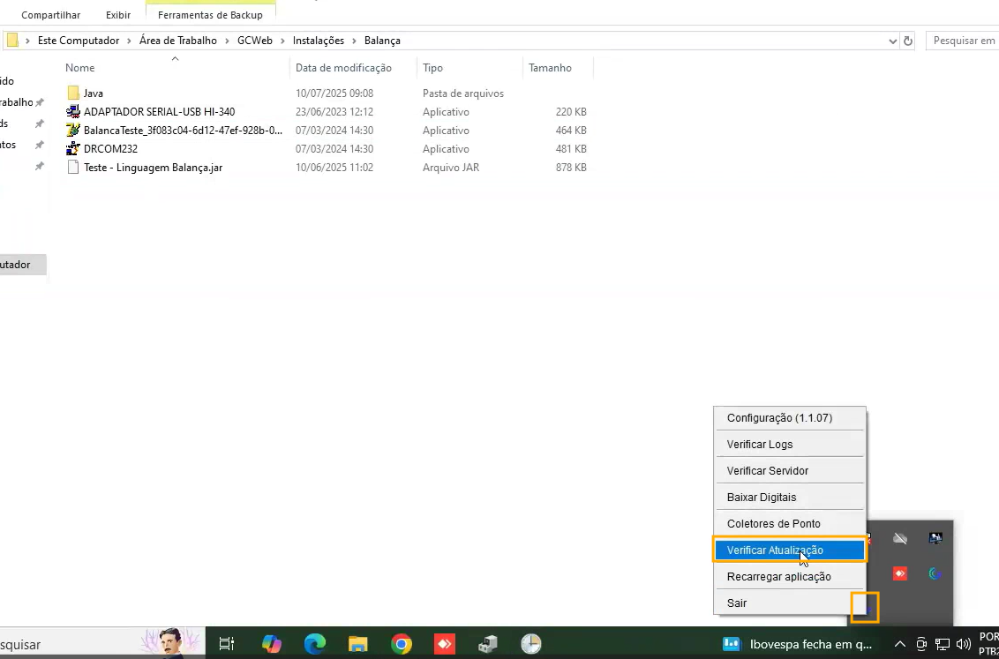 Compartilhar Exibir Ferramentas de Backup
Este Computador > Área de Trabalho > GCWeb > Instalações > Balança
Pesquisar em
Nome Data de modificação Tipo Tamanho
ido
rabalho
ds
ntos
utador
Java 10/07/2025 09:08 Pasta de arquivos
ADAPTADOR SERIAL-USB HI-340 23/06/2023 12:12 Aplicativo 220 KB
BalancaTeste_3f083c04-6d12-47ef-928b-0... 07/03/2024 14:30 Aplicativo 464 KB
DRCOM232 07/03/2024 14:30 Aplicativo 481 KB
Teste - Linguagem Balança.jar 10/06/2025 11:02 Arquivo JAR 878 KB
Configuração (1.1.07)
Verificar Logs
Verificar Servidor
Baixar Digitais
Coletores de Ponto
Verificar Atualização
Recarregar aplicação
Sair
squisar
Ibovespa fecha em q...
POR
PTB2